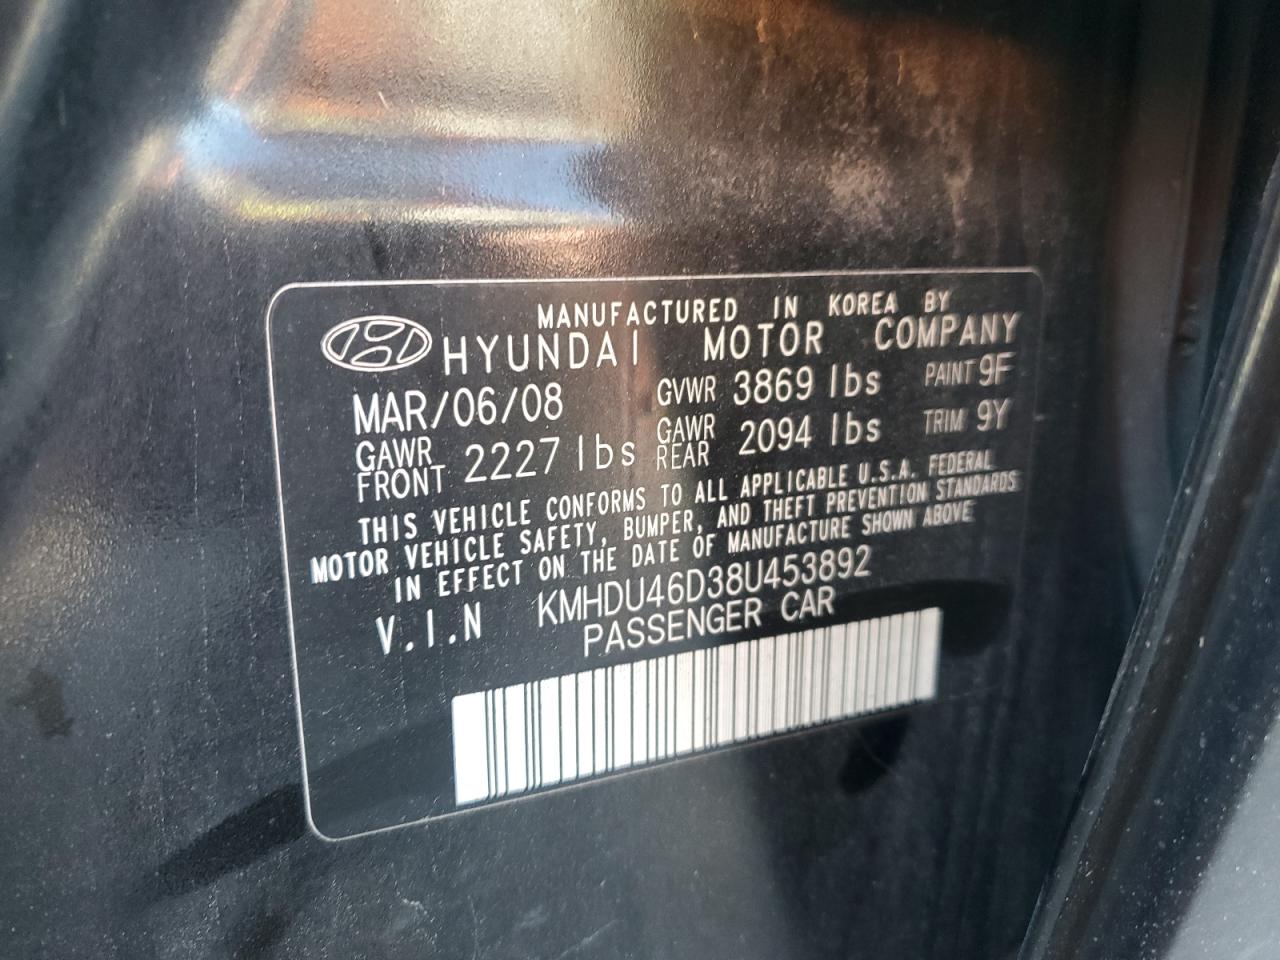 MANUFACTURED IN KOREA BY
HYUNDAI MOTOR COMPANY
MAR/06/08 GVWR 3869 lbs PAINT 9F
GAWR FRONT 2227 lbs GAWR REAR 2094 lbs TRIM 9Y
THIS VEHICLE CONFORMS TO ALL APPLICABLE U.S.A. FEDERAL
MOTOR VEHICLE SAFETY, BUMPER, AND THEFT PREVENTION STANDARDS
IN EFFECT ON THE DATE OF MANUFACTURE SHOWN ABOVE
V.I.N KMHDU46D38U453892
PASSENGER CAR